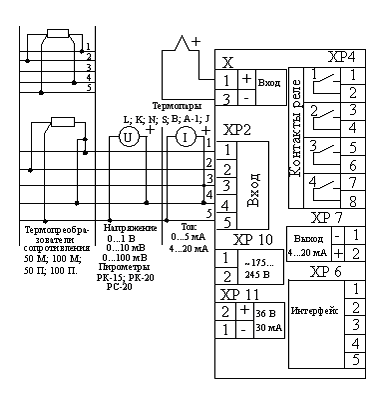 1
2
3
4
5
+
Термопары
L; K; N; S; B; A-1; J
U
+
I
+
1
2
3
4
5
Термопреобра-
зователи
сопротивления
50 М; 100 М;
50 П; 100 П.
Напряжение
0...1 В
0...10 мВ
0...100 мВ
Пирометры
РК-15; РК-20
РС-20
Ток
0...5 мА
4...20 мА
X
1 + Вход
3 -
XP2
1
2
3
4
5
Вход
XP 10
1
2
~175...
245 В
XP 11
2 + 36 В
1 - 30 мА
XP4
Контакты реле
1
1
2
2
3
4
3
5
6
4
7
8
XP 7
Выход - 1
4...20 мА + 2
XP 6
Интерфейс
1
2
3
4
5